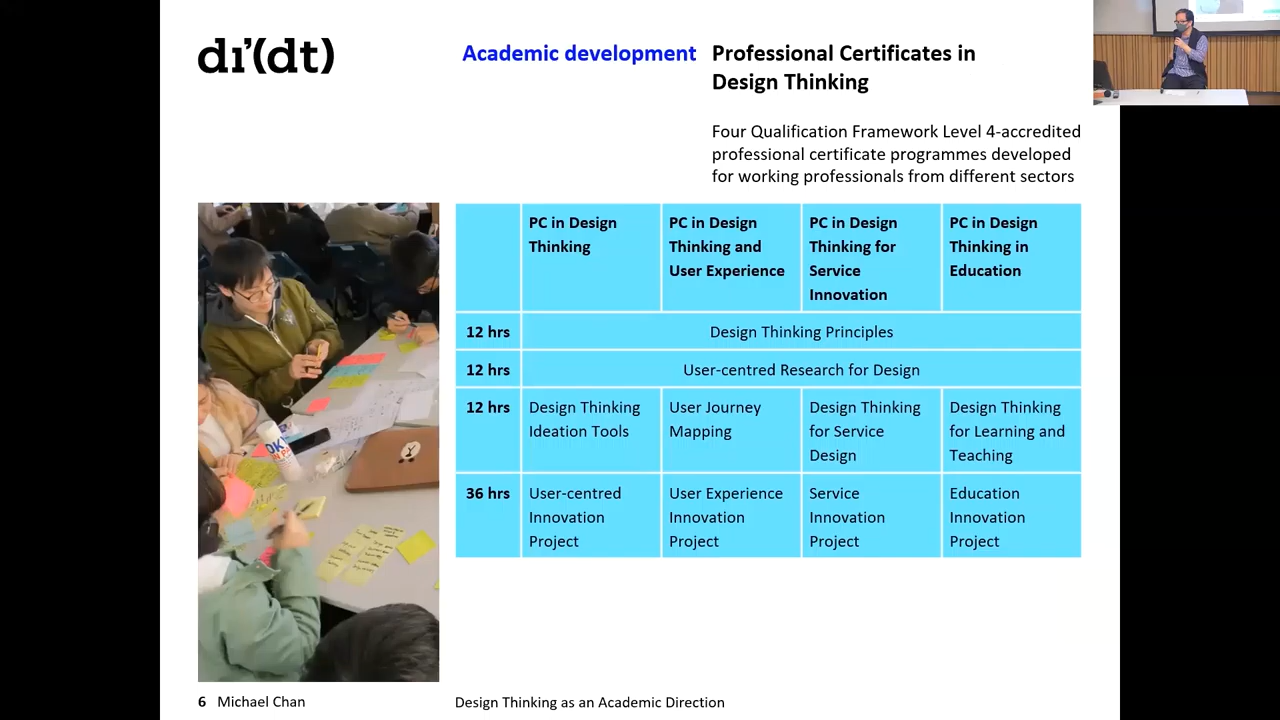 dı'(dt)
Academic development
Professional Certificates in
Design Thinking
Four Qualification Framework Level 4-accredited
professional certificate programmes developed
for working professionals from different sectors
PC in Design
Thinking
PC in Design
Thinking and
User Experience
PC in Design
Thinking for
Service
Innovation
PC in Design
Thinking in
Education
12 hrs
Design Thinking Principles
12 hrs
User-centred Research for Design
12 hrs
Design Thinking
Ideation Tools
User Journey
Mapping
Design Thinking
for Service
Design
Design Thinking
for Learning and
Teaching
36 hrs
User-centred
Innovation
Project
User Experience
Innovation
Project
Service
Innovation
Project
Education
Innovation
Project
6 Michael Chan
Design Thinking as an Academic Direction